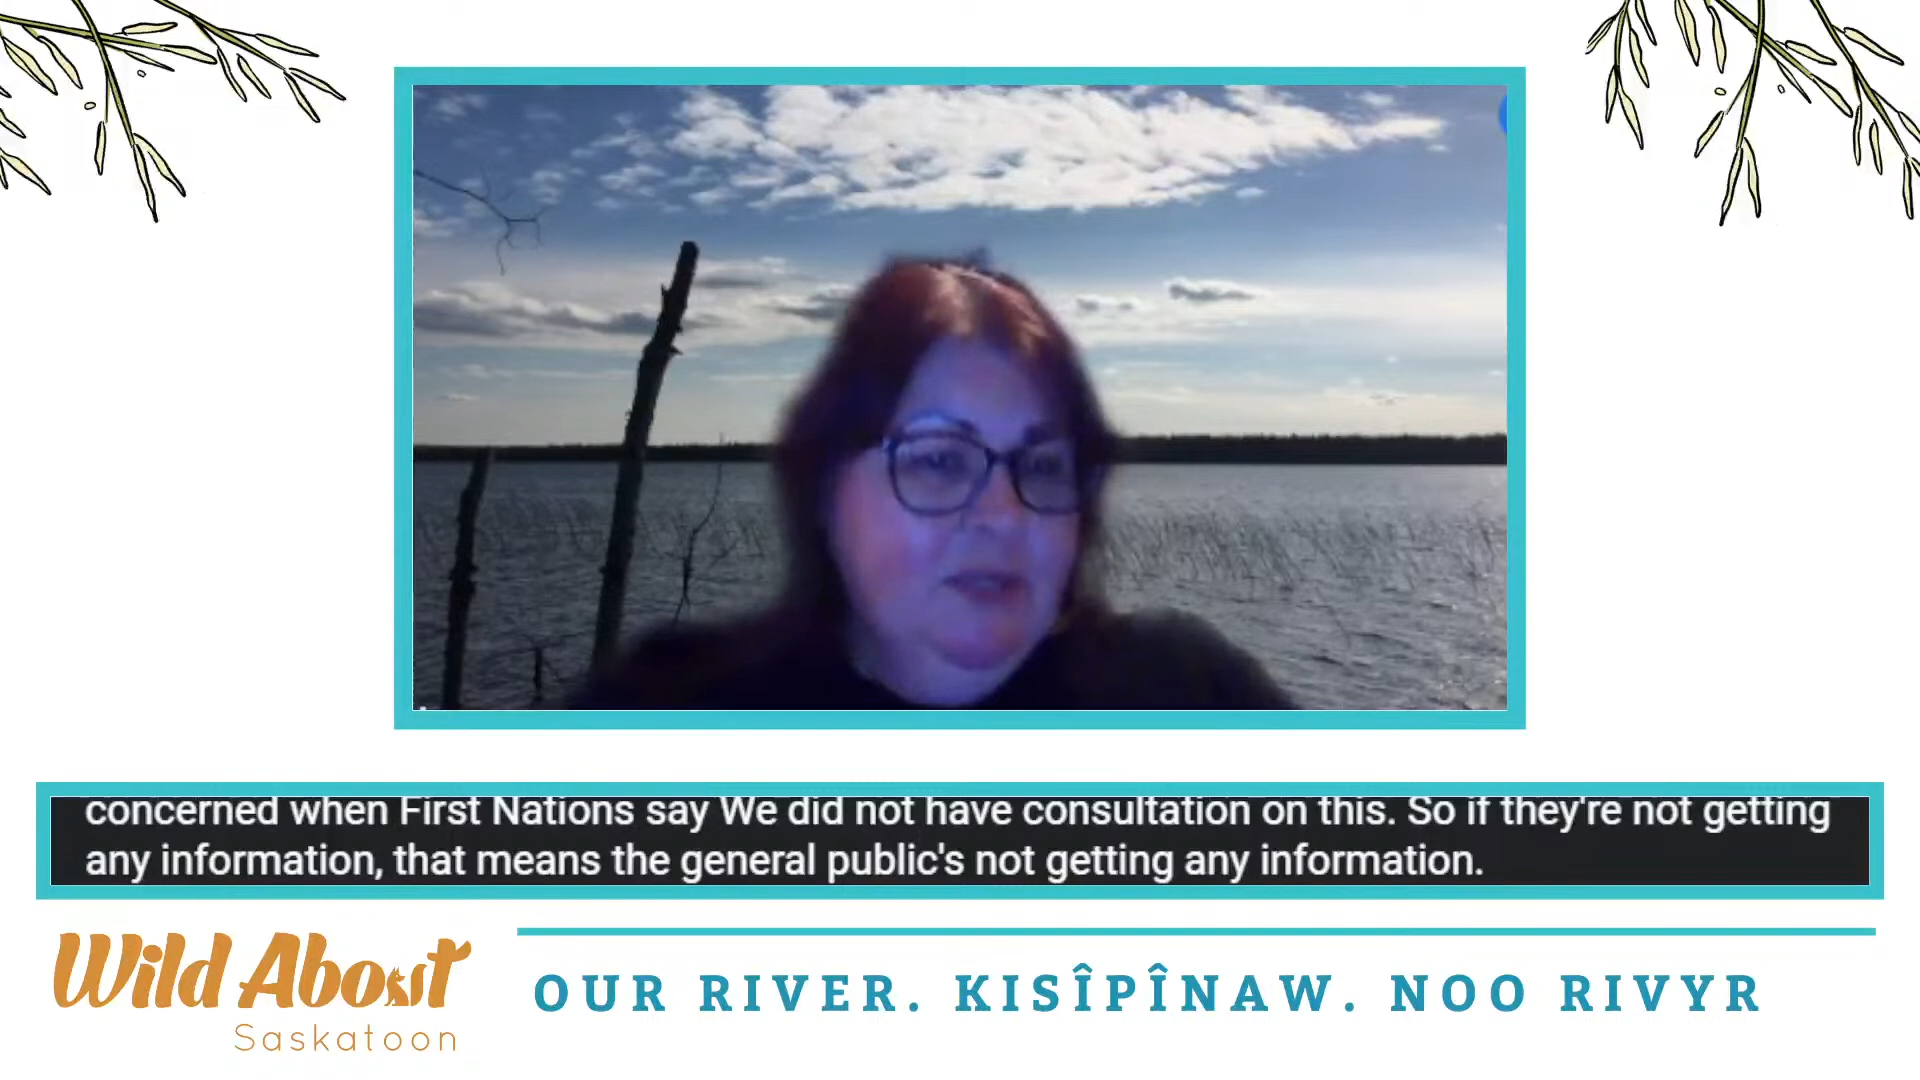 concerned when First Nations say We did not have consultation on this. So if they're not getting
any information, that means the general public's not getting any information.
Wild About
Saskatoon
OUR RIVER. KISÎPÎNAW. NOO RIVYR